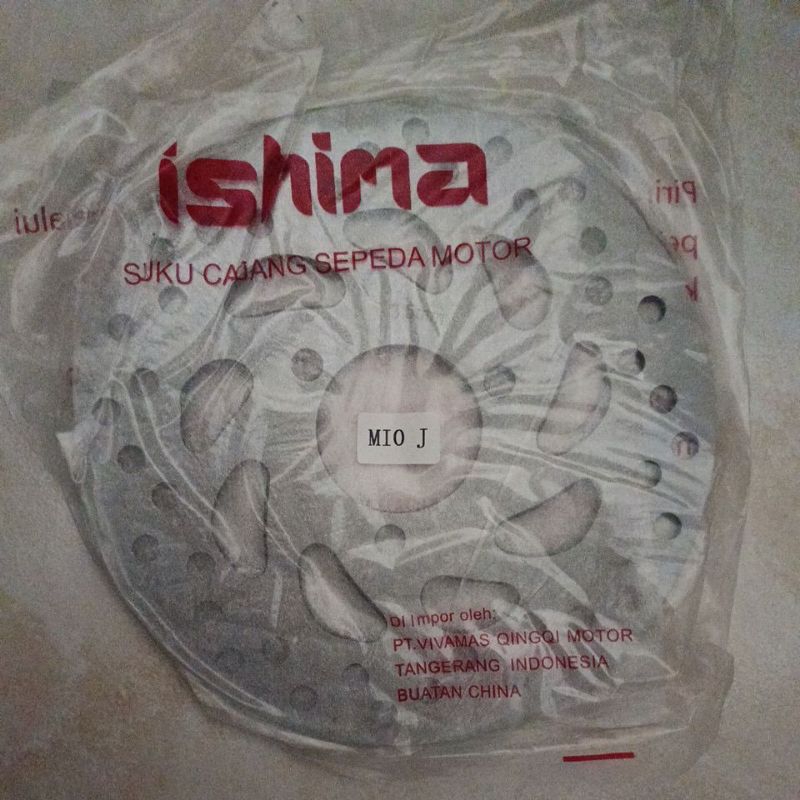 ishima
SUKU CADANG SEPEDA MOTOR
MIO J
Di Impor oleh:
PT.VIVAMAS QINGQI MOTOR
TANGERANG INDONESIA
BUATAN CHINA